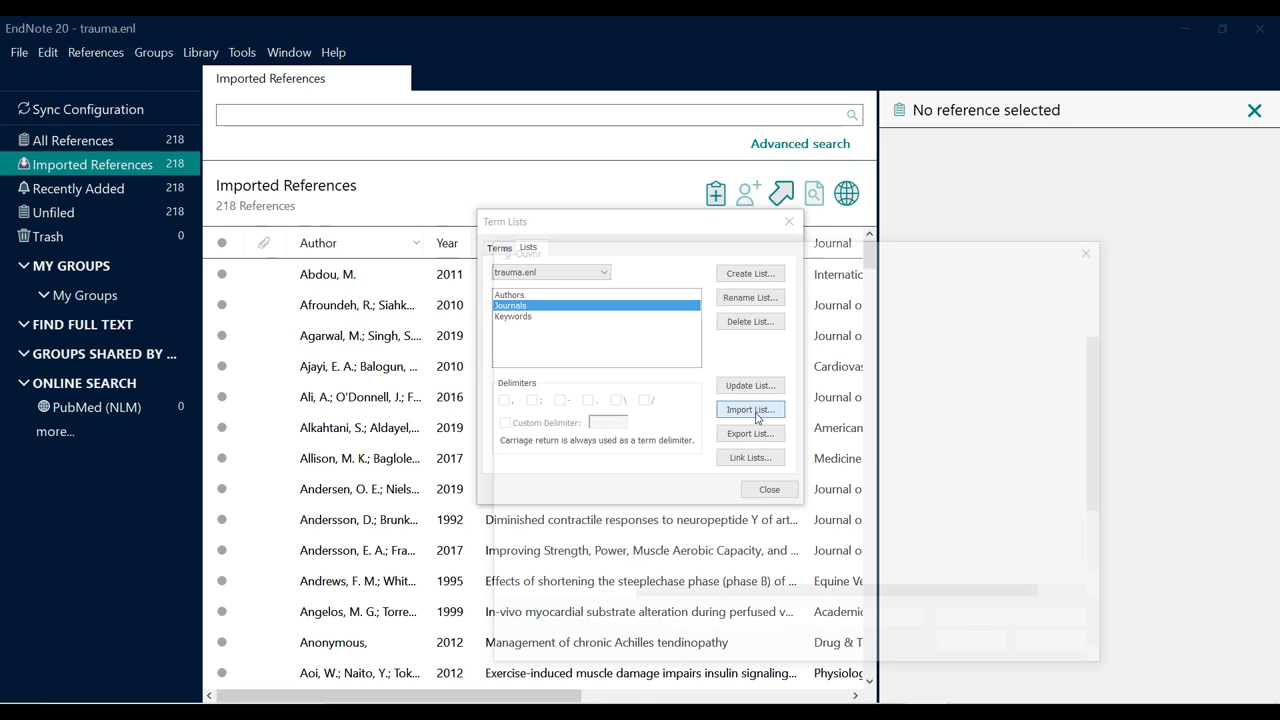 EndNote 20 - trauma.enl
File Edit References Groups Library Tools Window Help
Imported References
Sync Configuration
All References 218
Imported References 218
Recently Added 218
Unfiled 218
Trash 0
MY GROUPS
My Groups
FIND FULL TEXT
GROUPS SHARED BY ...
ONLINE SEARCH
PubMed (NLM) 0
more...
Advanced search
Imported References
218 References
Author Year Journal
Abdou, M. 2011 Internatic
Afroundeh, R.; Siahk... 2010 Journal o
Agarwal, M.; Singh, S.... 2019 Journal of
Ajayi, E. A.; Balogun, ... 2010 Cardiovas
Ali, A.; O'Donnell, J.; F... 2016 Journal of
Alkahtani, S.; Aldayel,... 2019 American
Allison, M. K.; Baglole... 2017 Medicine
Andersen, O. E.; Niels... 2019 Journal o
Andersson, D.; Brunk... 1992 Diminished contractile responses to neuropeptide Y of art... Journal o
Andersson, E. A.; Fra... 2017 Improving Strength, Power, Muscle Aerobic Capacity, and ... Journal o
Andrews, F. M.; Whit... 1995 Effects of shortening the steeplechase phase (phase B) of ... Equine Ve
Angelos, M. G.; Torre... 1999 In-vivo myocardial substrate alteration during perfused v... Academic
Anonymous, 2012 Management of chronic Achilles tendinopathy Drug & T
Aoi, W.; Naito, Y.; Tok... 2012 Exercise-induced muscle damage impairs insulin signaling... Physiolog
Term Lists
Terms Lists
Ouvrir
trauma.enl
Authors
Journals
Keywords
Delimiters
, ; - . \ /
Custom Delimiter:
Carriage return is always used as a term delimiter.
Create List...
Rename List...
Delete List...
Update List...
Import List...
Export List...
Link Lists...
Close
No reference selected